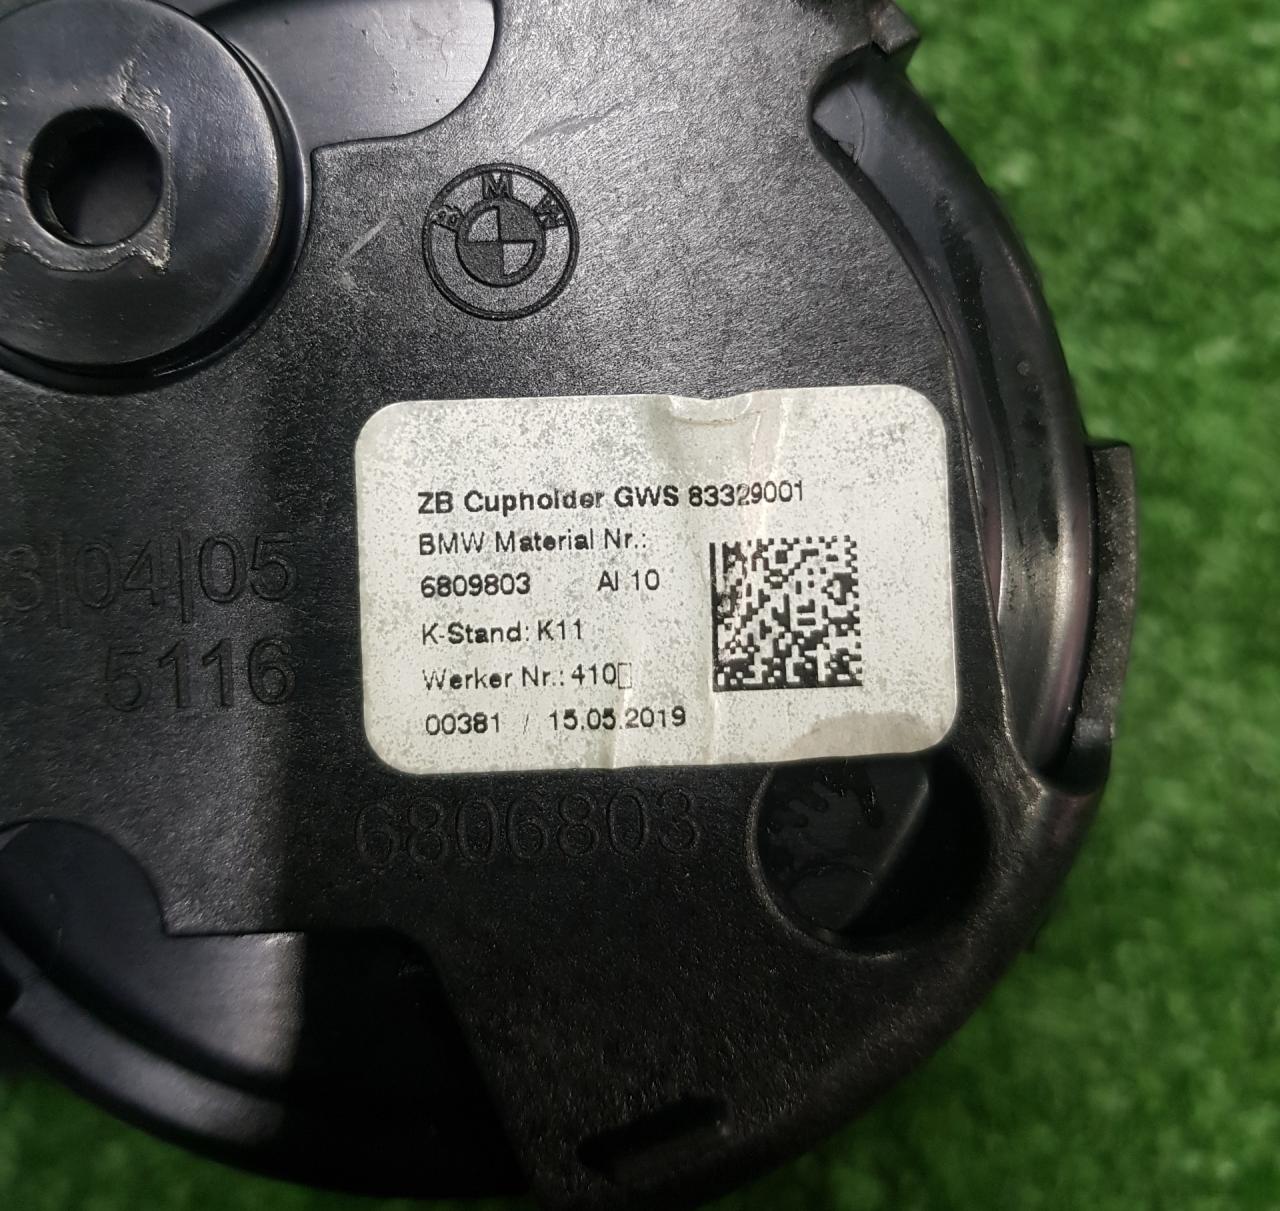 BMW
ZB Cupholder GWS 83329001
BMW Material Nr.:
6809803 AI 10
K-Stand: K11
Werker Nr.: 410▯
00381 / 15.05.2019
3|04|05
5116
6806803